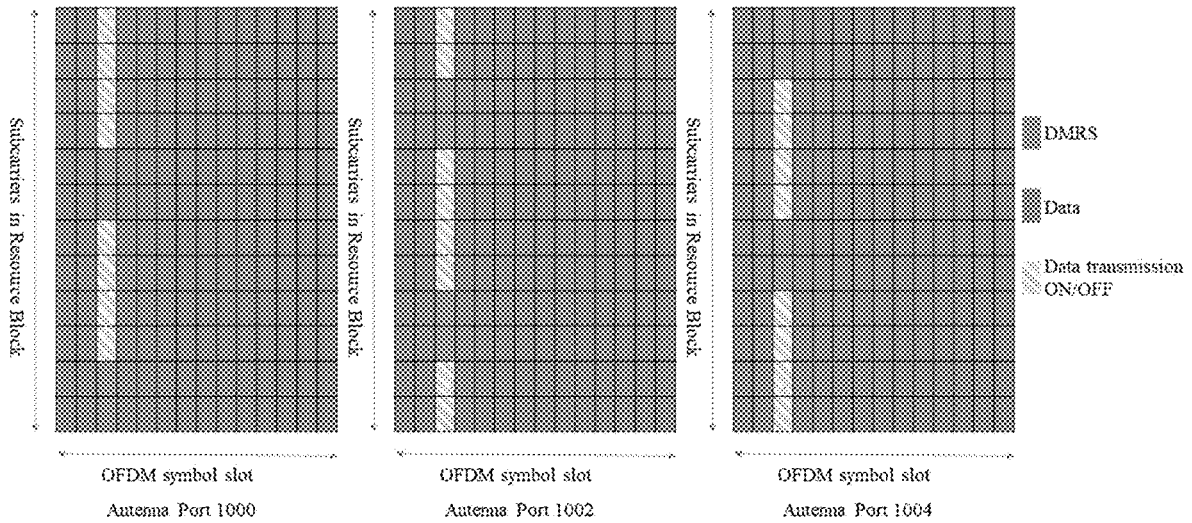 Subcarriers in Resource Block
Subcarriers in Resource Block
Subcarriers in Resource Block
DMRS
Data
Data transmission
ON/OFF
OFDM symbol slot
OFDM symbol slot
OFDM symbol slot
Antenna Port 1000
Antenna Port 1002
Antenna Port 1004